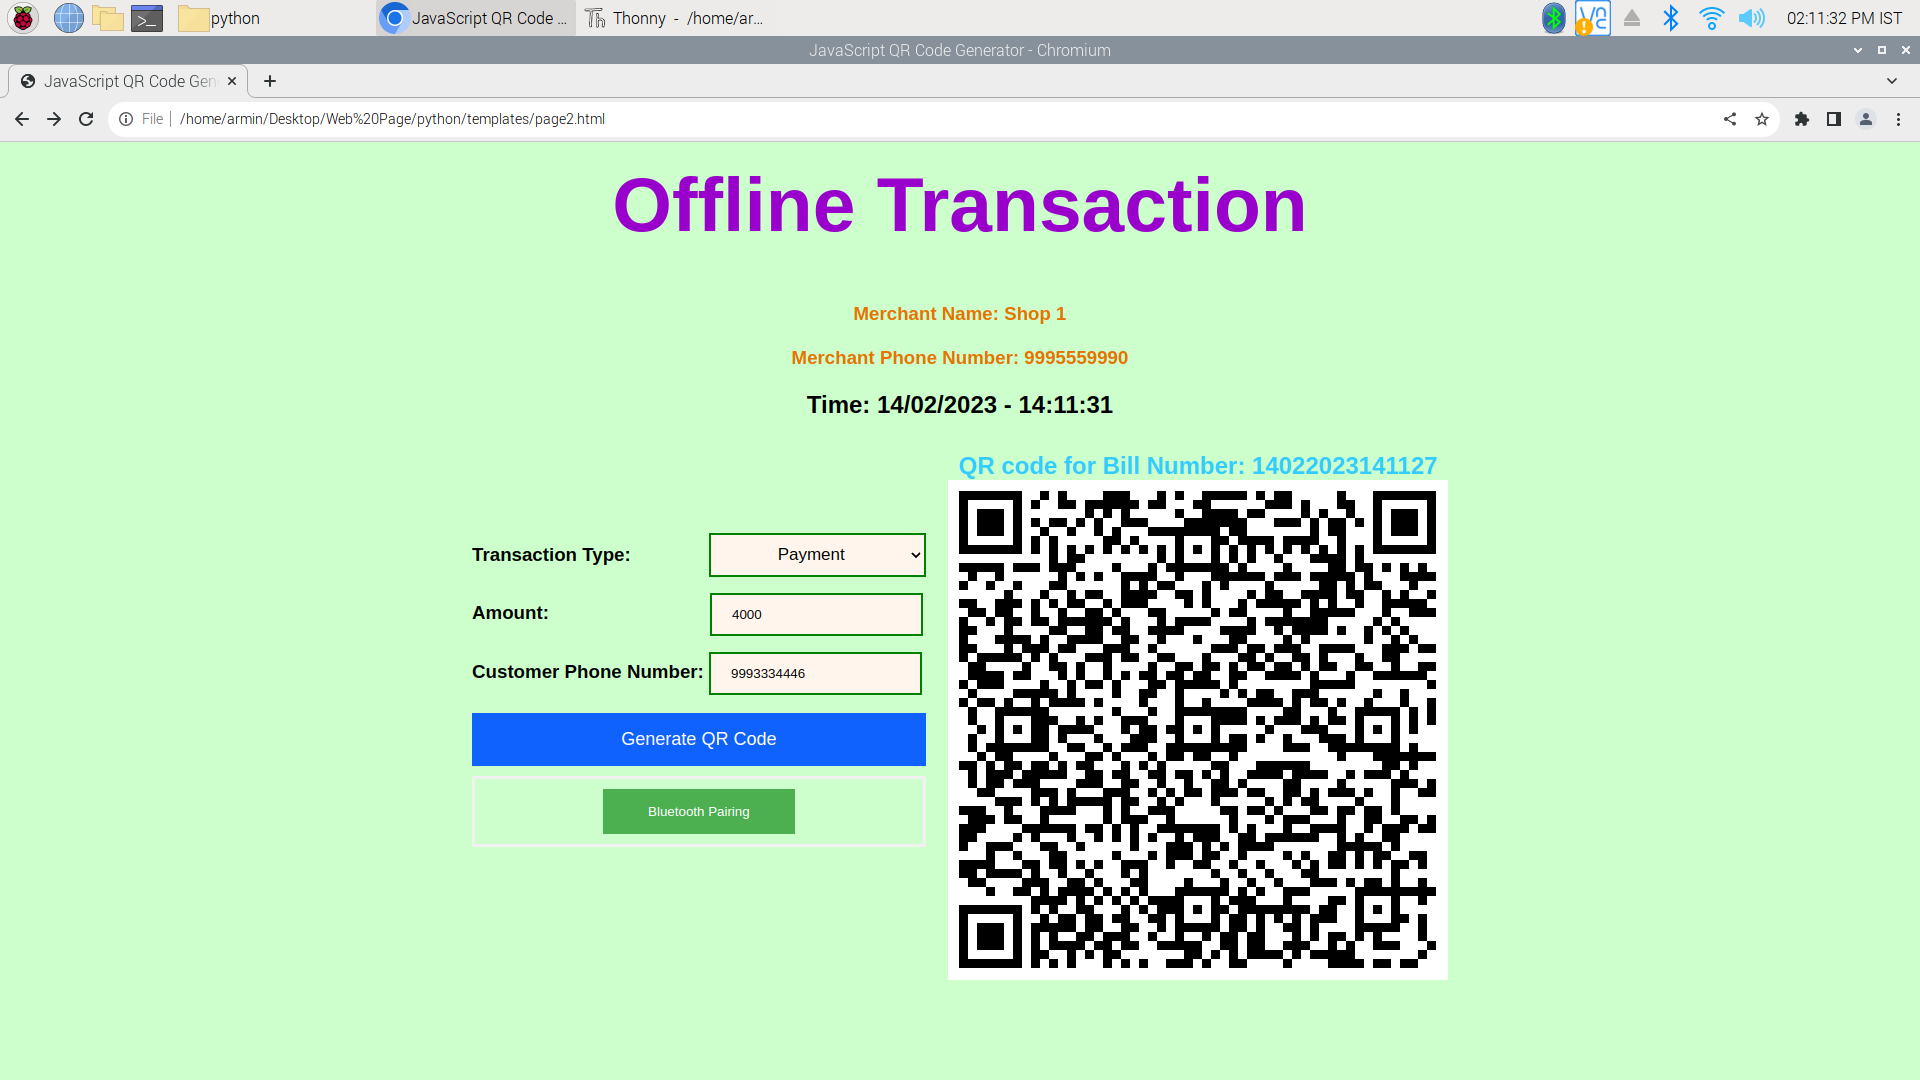 python
JavaScript QR Code ...
Thonny - /home/ar...
02:11:32 PM IST
JavaScript QR Code Generator - Chromium
JavaScript QR Code Gen
File | /home/armin/Desktop/Web%20Page/python/templates/page2.html
Offline Transaction
Merchant Name: Shop 1
Merchant Phone Number: 9995559990
Time: 14/02/2023 - 14:11:31
QR code for Bill Number: 140220231411​27
Transaction Type:
Payment
Amount:
4000
Customer Phone Number:
9993334446
Generate QR Code
Bluetooth Pairing